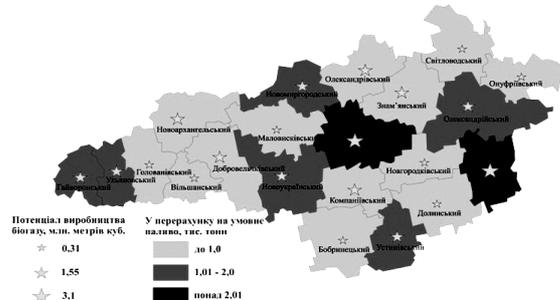 Світловодський
Олександрівський
Онуфріївський
Новомиргородський
Знам'янський
Олександрійський
Новоархангельський
Маловисківський
Голованівський
Добровеличківський
Новгородківський
Гайворонський
Ульяновський
Вільшанський
Новоукраїнський
Компаніївський
Долинський
Бобринецький
Устинівський
Потенціал виробництва
біогазу, млн. метрів куб.
0,31
1,55
3,1
У перерахунку на умовне
паливо, тис. тонн
до 1,0
1,01 - 2,0
понад 2,01